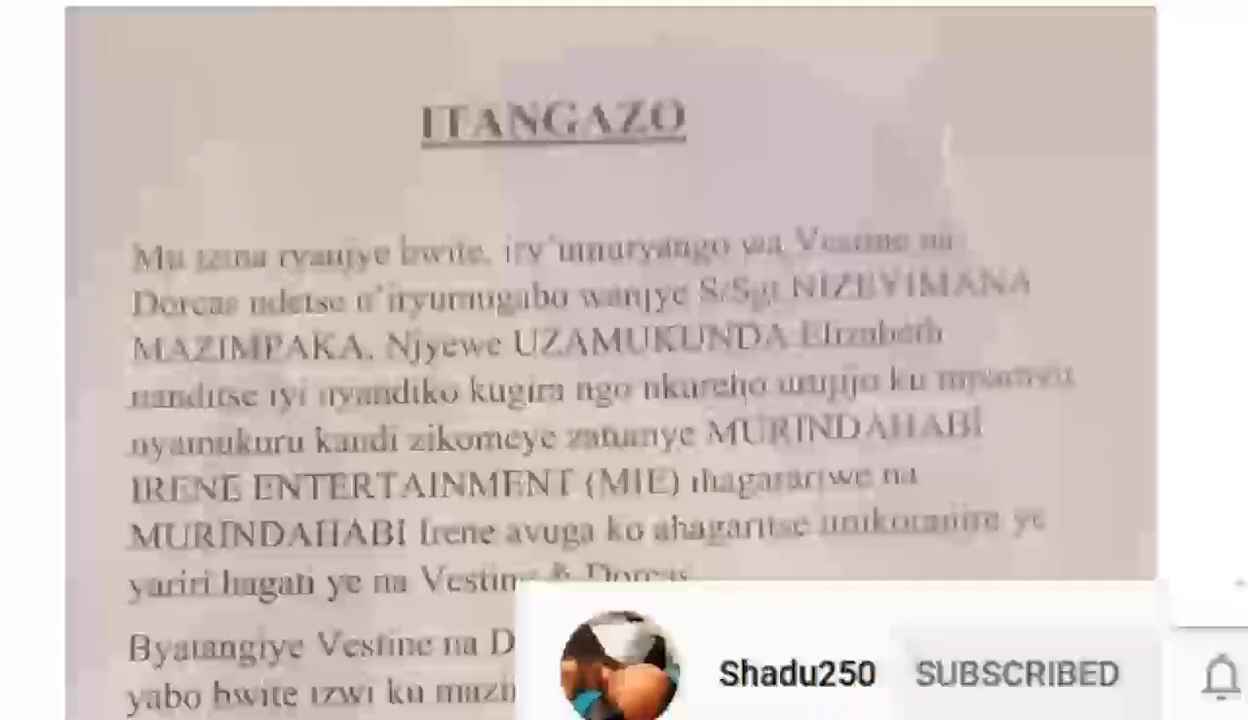 ITANGAZO
Mu izina ryanjye bwite, iry'umuryango wa Vestine na
Dorcas ndetse n'iryumugabo wanjye S/Sgt NIZEYIMANA
MAZIMPAKA, Njyewe UZAMUKUNDA Elizabeth
nanditse iyi nyandiko kugira ngo nkureho urujijo ku mpamvu
nyamukuru kandi zikomeye zatumye MURINDAHABI
IRENE ENTERTAINMENT (MIE) ihagarariwe na
MURINDAHABI Irene avuga ko ahagaritse imikoranire ye
yariri hagati ye na Vestine & Dorcas
Byatangiye Vestine na D
yabo bwite izwi ku
Shadu250 SUBSCRIBED